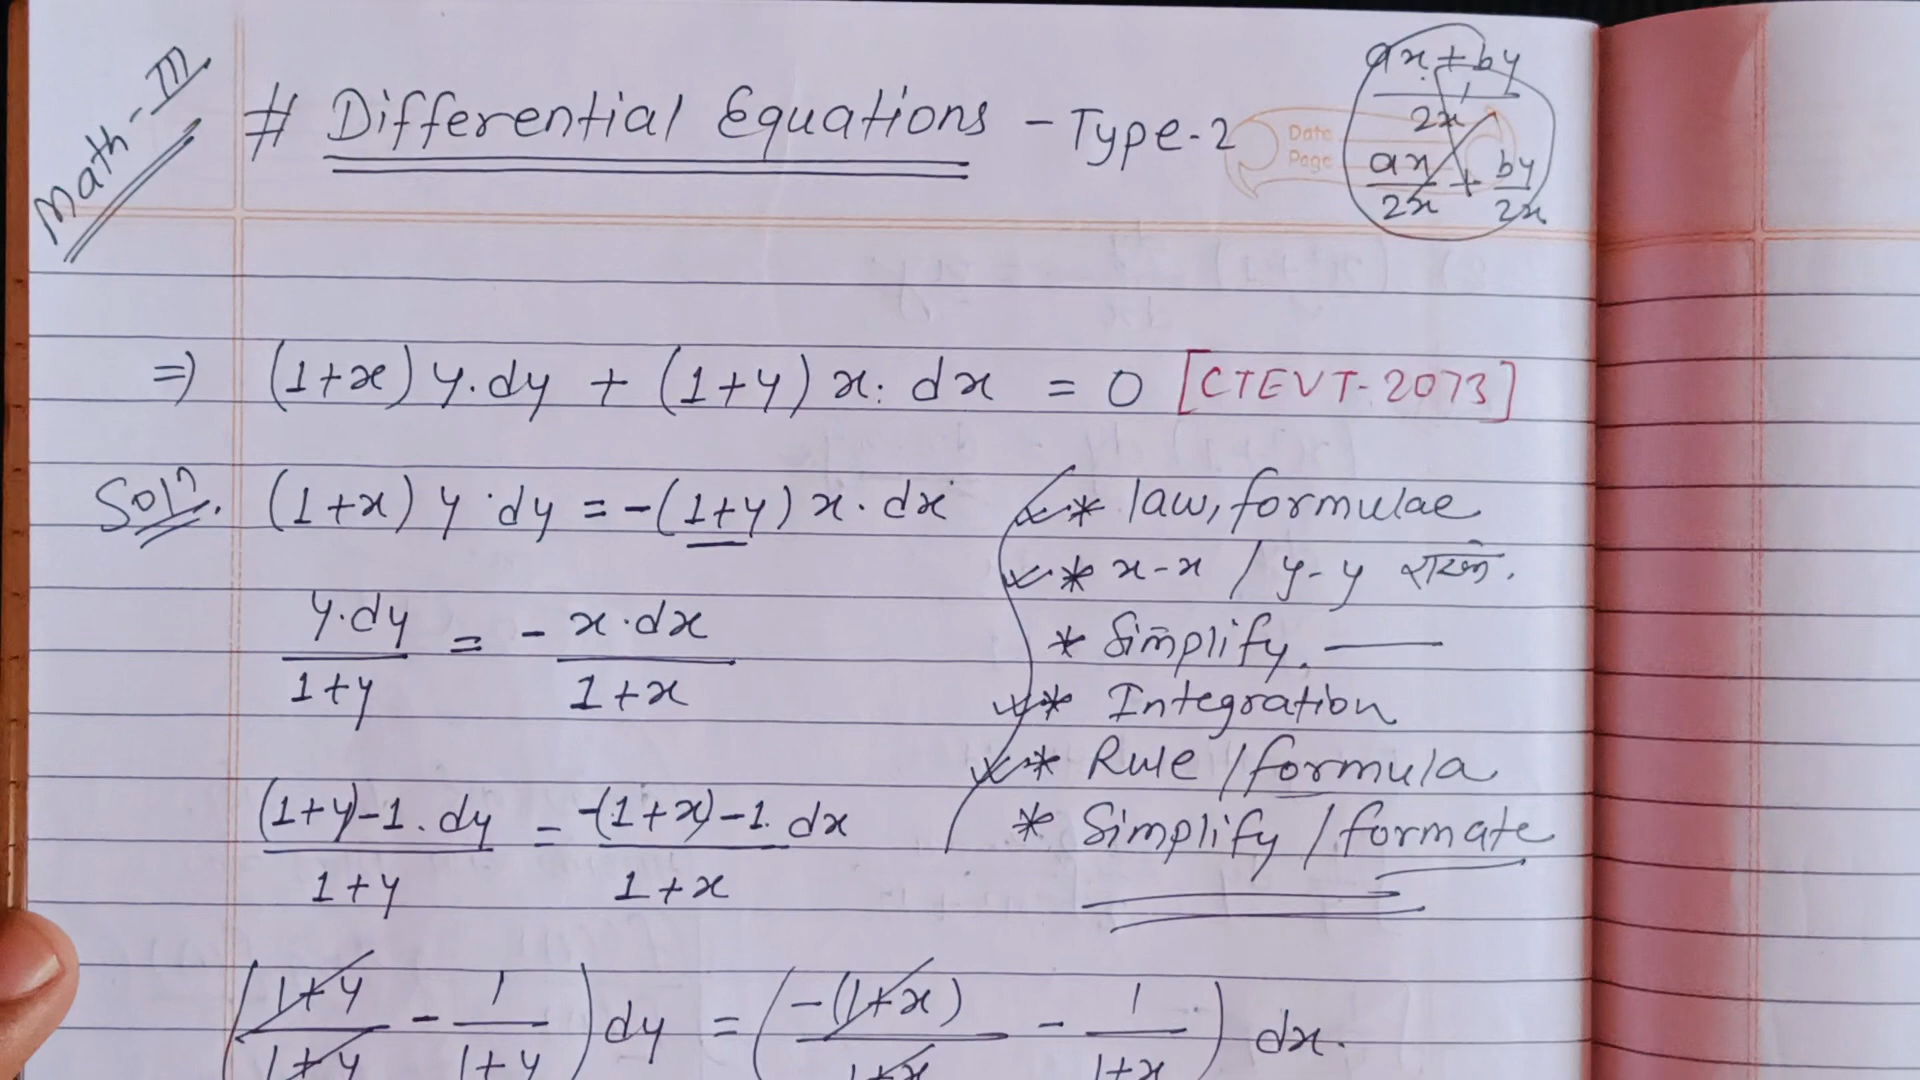 Math-III
# Differential Equations - Type-2
Date
Page
ax + by
2x
ax/2x + by/2x
=) (1+x) y.dy + (1+y) x. dx = 0 [CTEVT-2073]
Soln. (1+x) y.dy = -(1+y) x.dx
* law, formulae
* x-x / y-y राख्ने.
y.dy/1+y = - x.dx/1+x
* Simplify. —
* Integration
* Rule / formula
(1+y)-1. dy/1+y = -(1+x)-1. dx/1+x
* Simplify / formate
(1+y/1+y - 1/1+y) dy = (-(1+x)/1+x - 1/1+x) dx.